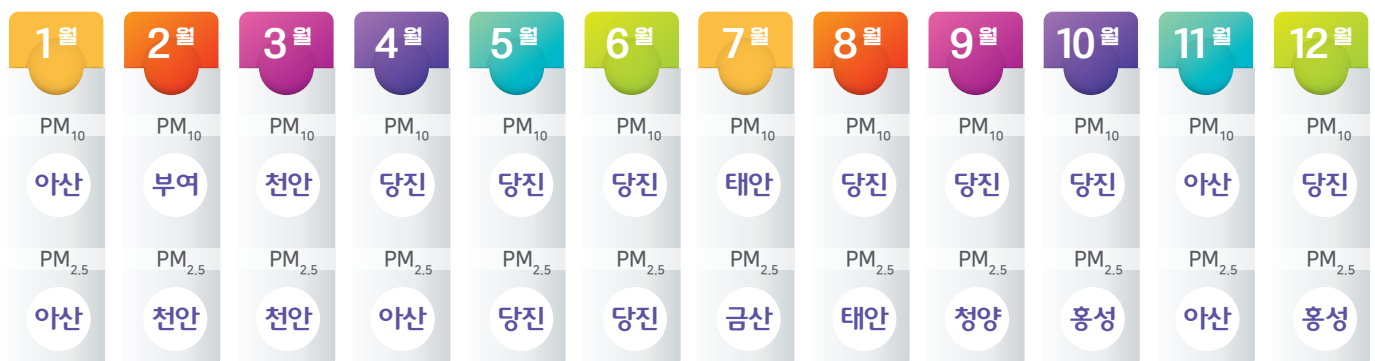 1월 2월 3월 4월 5월 6월 7월 8월 9월 10월 11월 12월
PM10 PM10 PM10 PM10 PM10 PM10 PM10 PM10 PM10 PM10 PM10 PM10
아산 부여 천안 당진 당진 당진 태안 당진 당진 당진 아산 당진
PM2.5 PM2.5 PM2.5 PM2.5 PM2.5 PM2.5 PM2.5 PM2.5 PM2.5 PM2.5 PM2.5 PM2.5
아산 천안 천안 아산 당진 당진 금산 태안 청양 홍성 아산 홍성